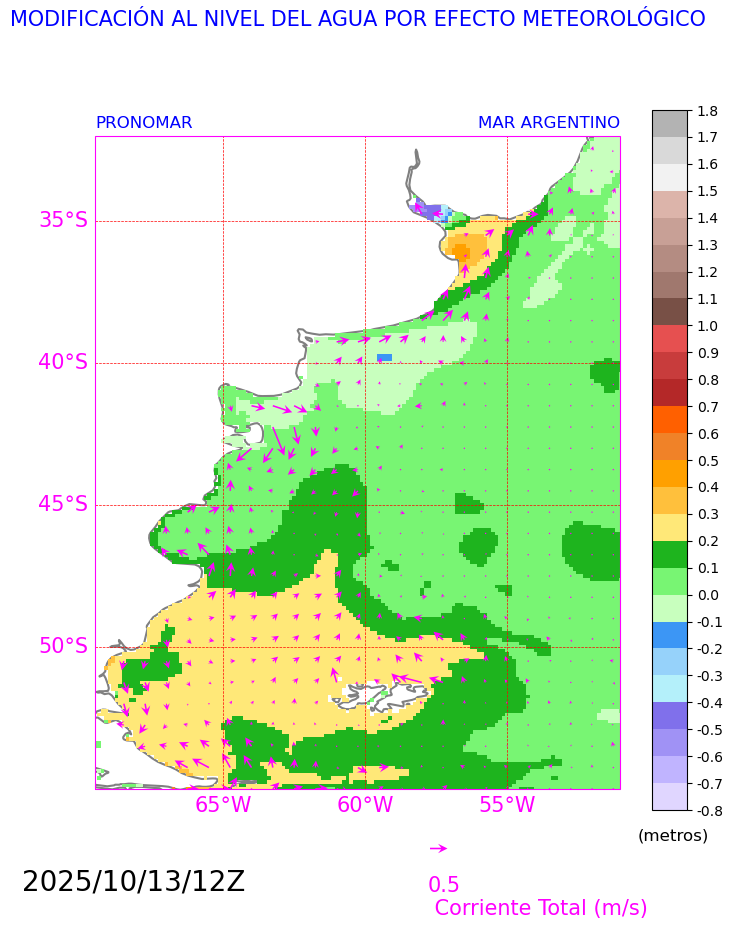 MODIFICACIÓN AL NIVEL DEL AGUA POR EFECTO METEOROLÓGICO
PRONOMAR
MAR ARGENTINO
35°S
40°S
45°S
50°S
65°W
60°W
55°W
1.8
1.7
1.6
1.5
1.4
1.3
1.2
1.1
1.0
0.9
0.8
0.7
0.6
0.5
0.4
0.3
0.2
0.1
0.0
-0.1
-0.2
-0.3
-0.4
-0.5
-0.6
-0.7
-0.8
(metros)
2025/10/13/12Z
0.5
Corriente Total (m/s)